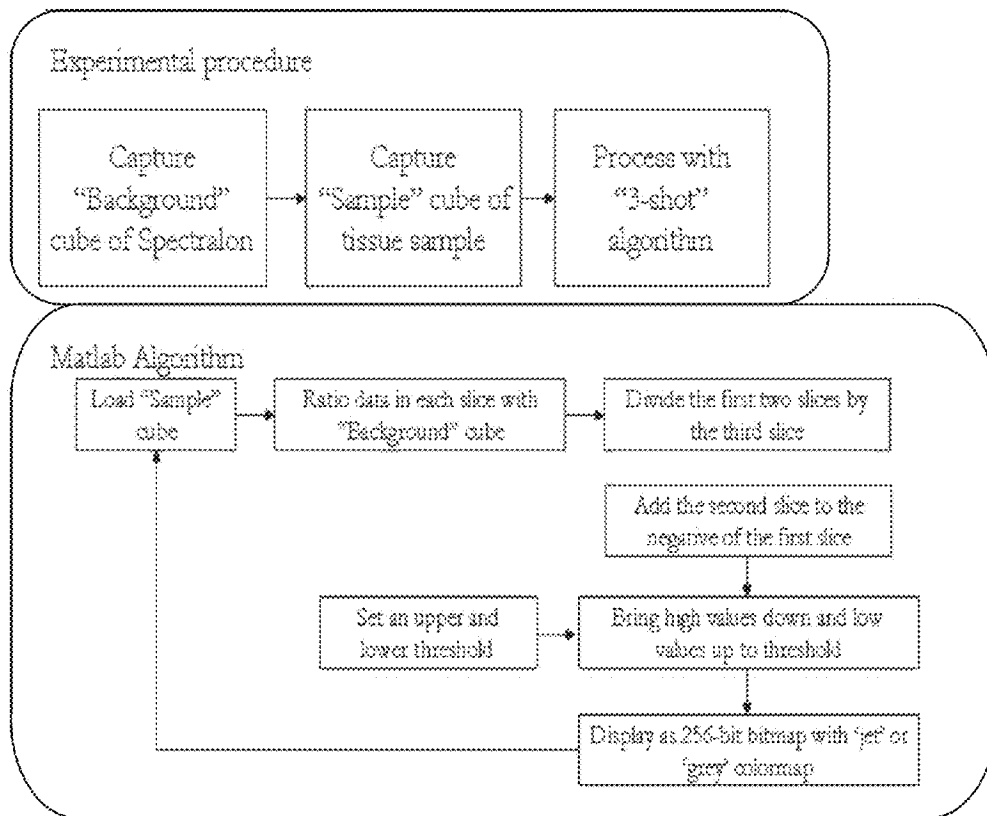 Experimental procedure
Capture
“Background”
cube of Spectralon
Capture
“Sample” cube of
tissue sample
Process with
“3-shot”
algorithm
Matlab Algorithm
Load “Sample”
cube
Ratio data in each slice with
“Background” cube
Divide the first two slices by
the third slice
Add the second slice to the
negative of the first slice
Set an upper and
lower threshold
Bring high values down and low
values up to threshold
Display as 256-bit bitmap with ‘jet’ or
‘grey’ colormap